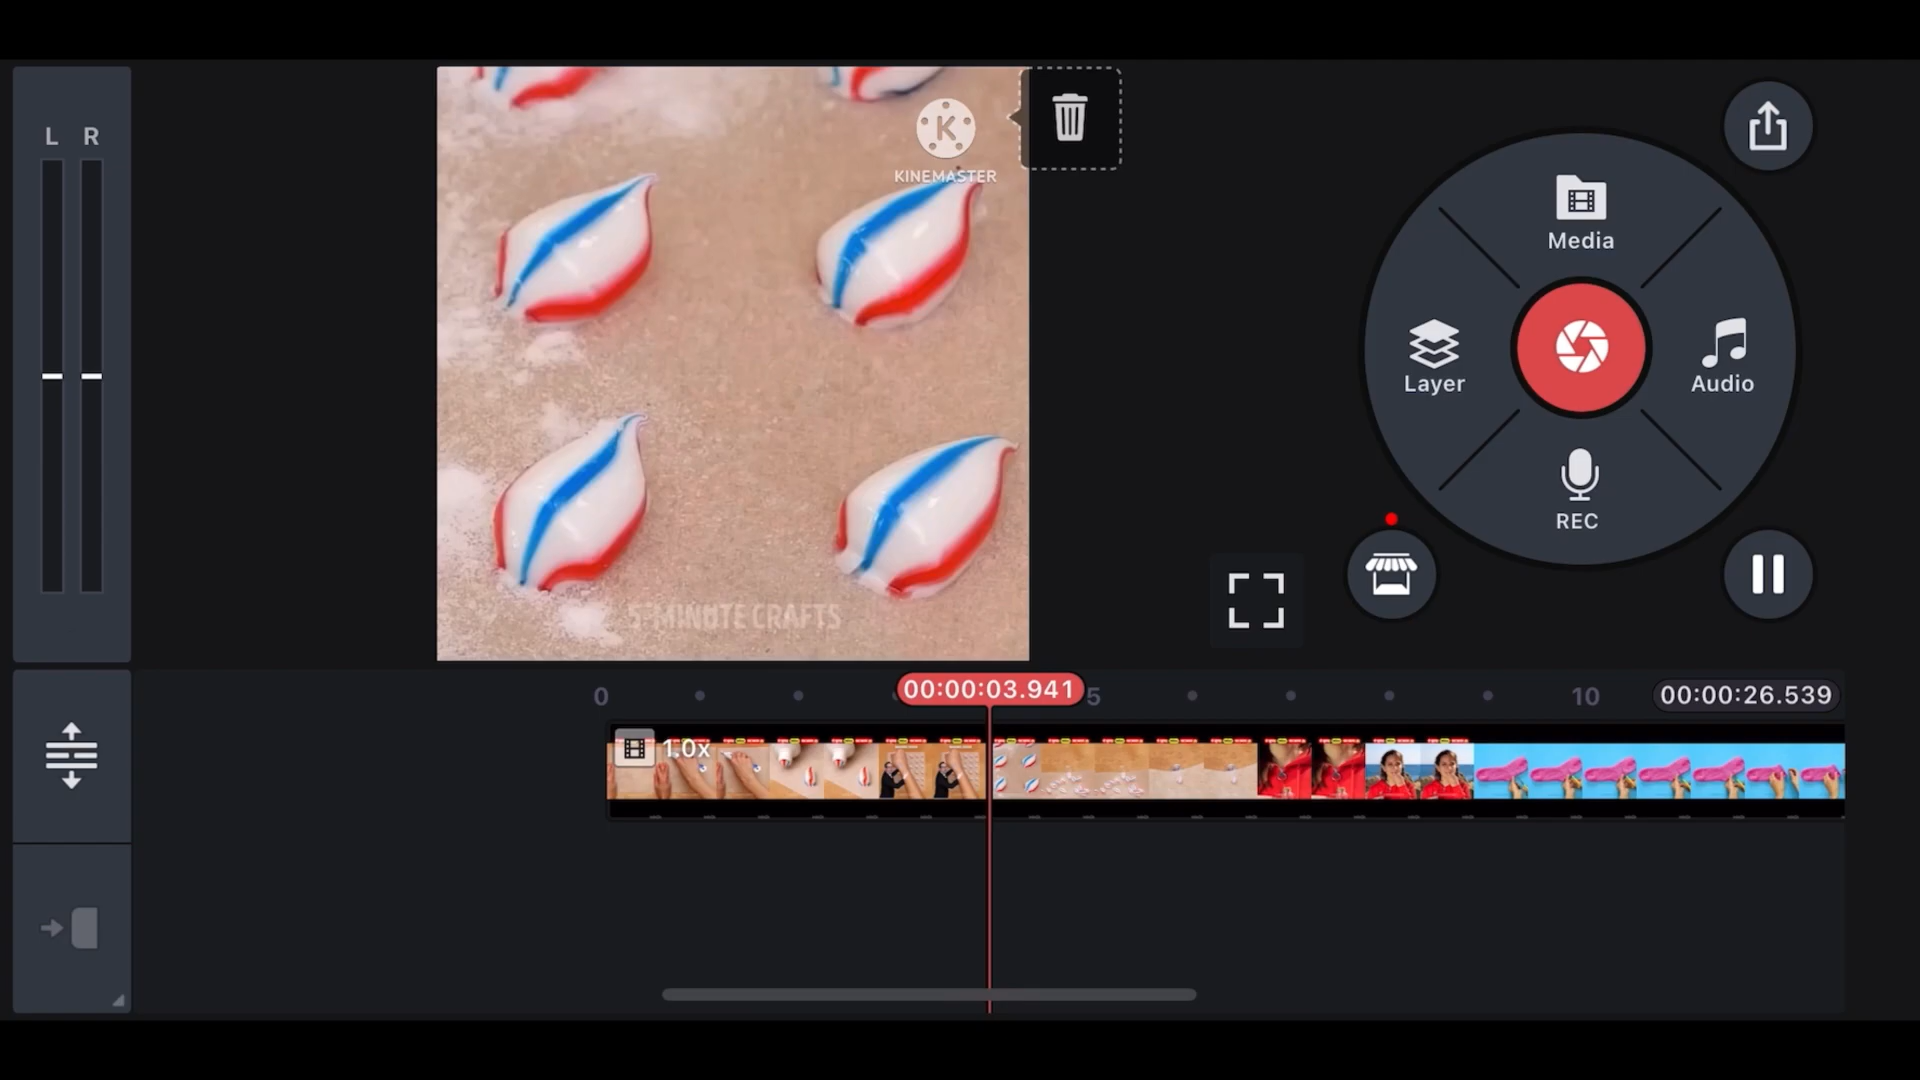 L R
KINEMASTER
K
5-MINUTE CRAFTS
Media
Layer
Audio
REC
0
00:00:03.941
5
10
00:00:26.539
1.0x